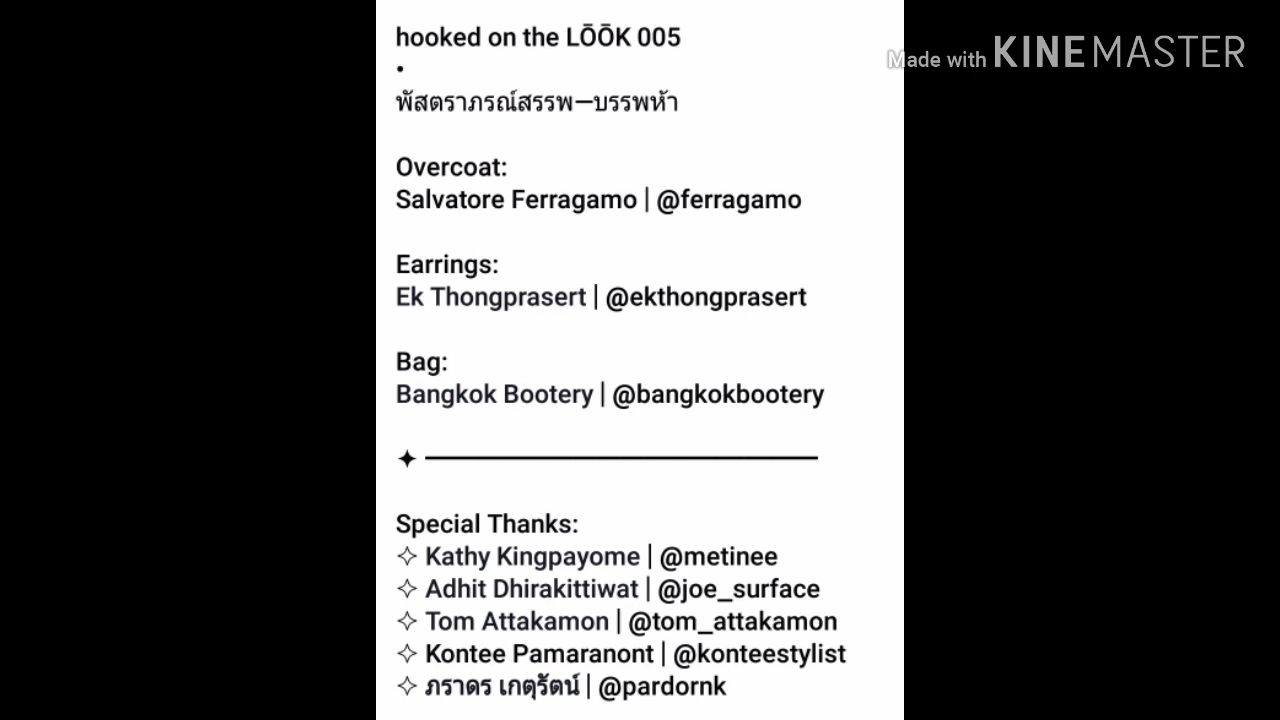 hooked on the LŌŌK 005
•
พัสตราภรณ์สรรพ—บรรพห้า
Overcoat:
Salvatore Ferragamo | @ferragamo
Earrings:
Ek Thongprasert | @ekthongprasert
Bag:
Bangkok Bootery | @bangkokbootery
✦ ———————————
Special Thanks:
✧ Kathy Kingpayome | @metinee
✧ Adhit Dhirakittiwat | @joe_surface
✧ Tom Attakamon | @tom_attakamon
✧ Kontee Pamaranont | @konteestylist
✧ ภราดร เกตุรัตน์ | @pardornk
Made with KINEMASTER